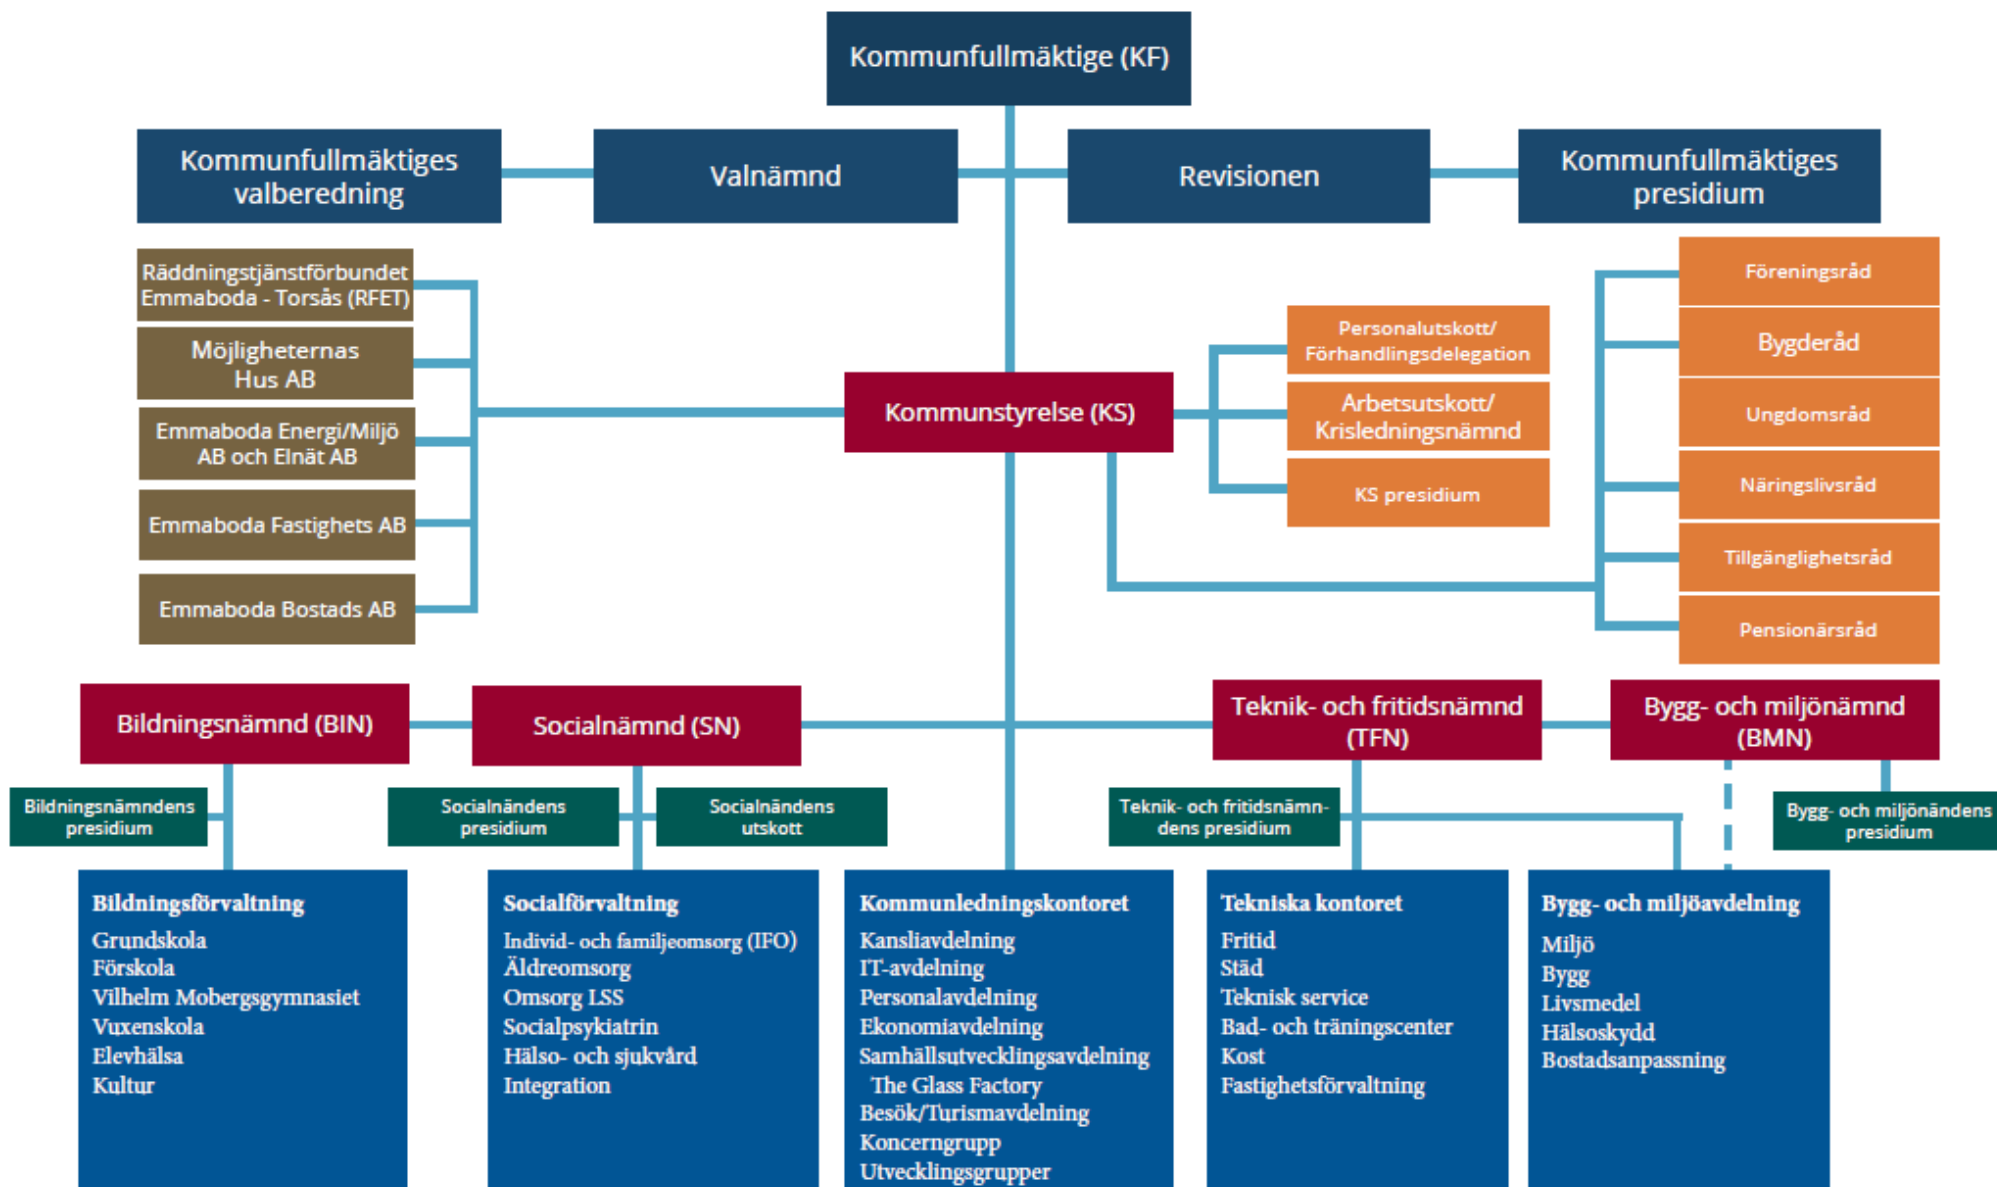 Kommunfullmäktige (KF)
Kommunfullmäktiges
valberedning
Valnämnd
Revisionen
Kommunfullmäktiges
presidium
Räddningstjänstförbundet
Emmaboda - Torsås (RFET)
Möjligheternas
Hus AB
Emmaboda Energi/Miljö
AB och Elnät AB
Emmaboda Fastighets AB
Emmaboda Bostads AB
Kommunstyrelse (KS)
Personalutskott/
Förhandlingsdelegation
Arbetsutskott/
Krisledningsnämnd
KS presidium
Föreningsråd
Bygderåd
Ungdomsråd
Näringslivsråd
Tillgänglighetsråd
Pensionärsråd
Bildningsnämnd (BIN)
Socialnämnd (SN)
Teknik- och fritidsnämnd
(TFN)
Bygg- och miljönämnd
(BMN)
Bildningsnämndens
presidium
Socialnändens
presidium
Socialnändens
utskott
Teknik- och fritidsnämn-
dens presidium
Bygg- och miljönändens
presidium
Bildningsförvaltning
Grundskola
Förskola
Vilhelm Mobergsgymnasiet
Vuxenskola
Elevhälsa
Kultur
Socialförvaltning
Individ- och familjeomsorg (IFO)
Äldreomsorg
Omsorg LSS
Socialpsykiatrin
Hälso- och sjukvård
Integration
Kommunledningskontoret
Kansliavdelning
IT-avdelning
Personalavdelning
Ekonomiavdelning
Samhällsutvecklingsavdelning
The Glass Factory
Besök/Turismavdelning
Koncerngrupp
Utvecklingsgrupper
Tekniska kontoret
Fritid
Städ
Teknisk service
Bad- och träningscenter
Kost
Fastighetsförvaltning
Bygg- och miljöavdelning
Miljö
Bygg
Livsmedel
Hälsoskydd
Bostadsanpassning